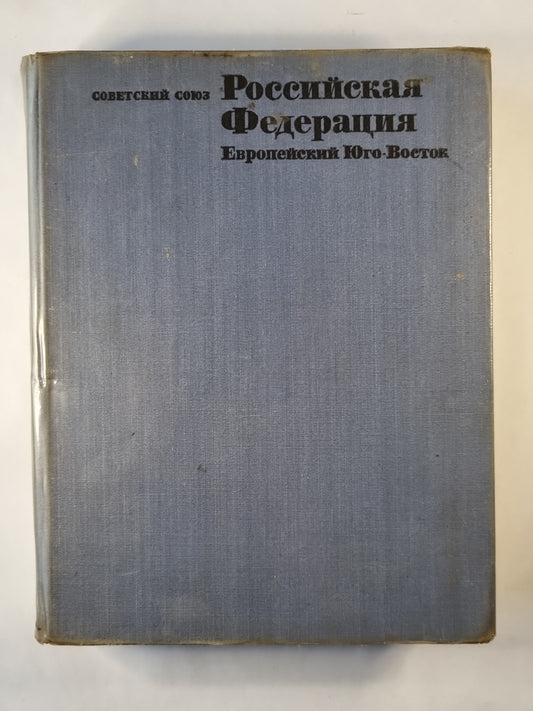 СОВЕТСКИЙ СОЮЗ Российская
Федерация
Европейский Юго-Восток